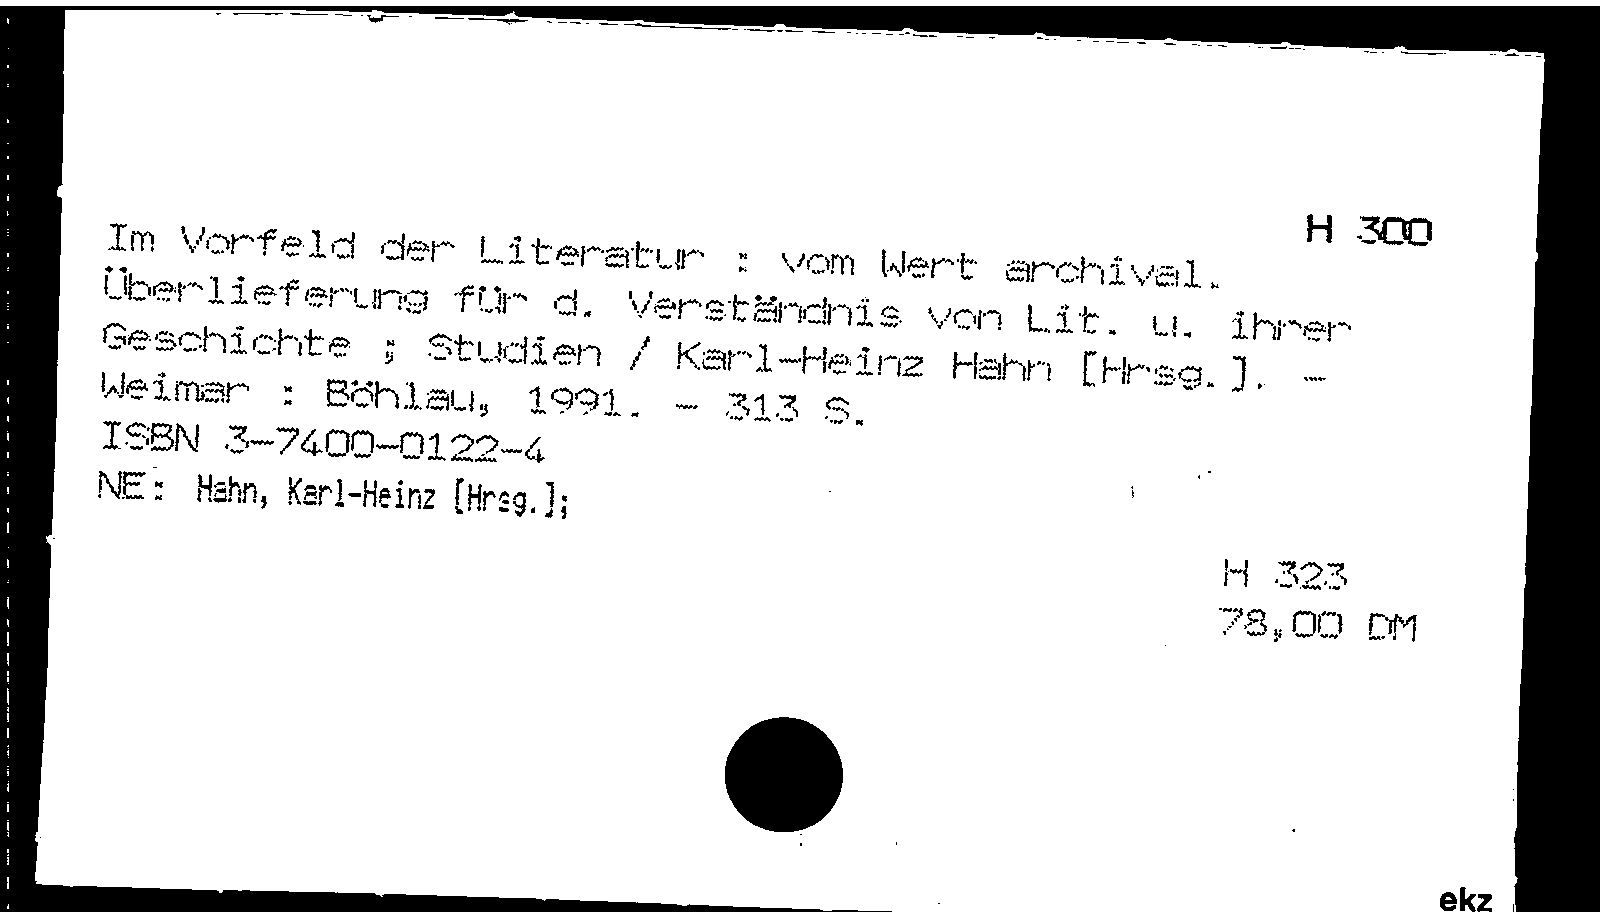 H 300
Im Vorfeld der Literatur : vom Wert archival.
Überlieferung für d. Verständnis von Lit. u. ihrer
Geschichte ; Studien / Karl-Heinz Hahn [Hrsg.]. -
Weimar : Böhlau, 1991. - 313 S.
ISBN 3-7400-0122-4
NE: Hahn, Karl-Heinz [Hrsg.];
H 323
78,00 DM
ekz